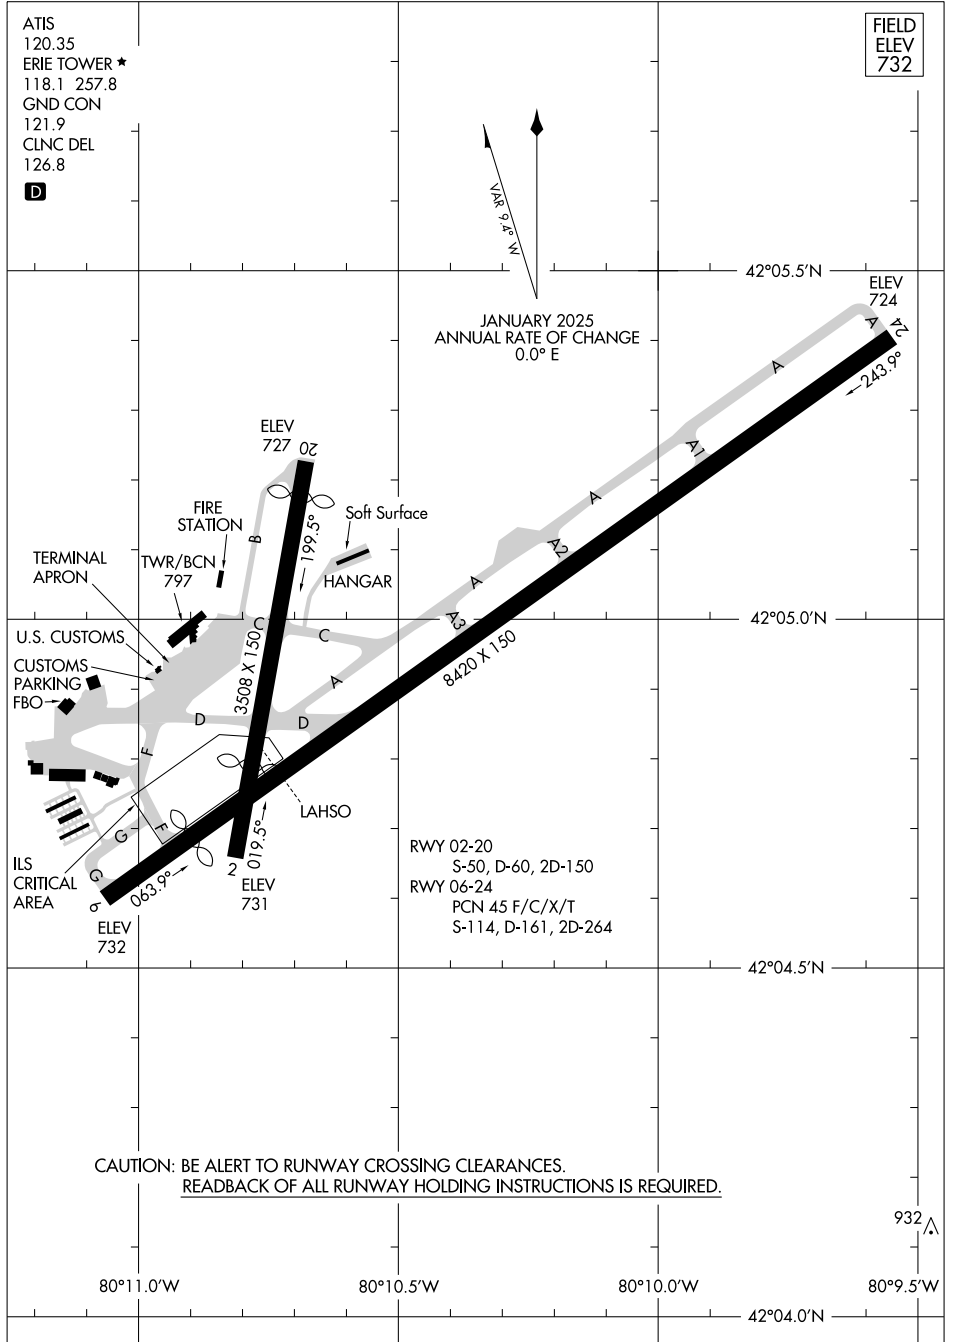 ATIS
120.35
ERIE TOWER ★
118.1 257.8
GND CON
121.9
CLNC DEL
126.8
D
FIELD
ELEV
732
VAR 9.4° W
JANUARY 2025
ANNUAL RATE OF CHANGE
0.0° E
42°05.5'N
ELEV
724
24
A
A
243.9°
ELEV
727
20
A1
FIRE
STATION
Soft Surface
A
B
199.5°
TERMINAL
APRON
TWR/BCN
797
HANGAR
A2
A
42°05.0'N
A3
U.S. CUSTOMS
C
C
8420 X 150
CUSTOMS
PARKING
FBO
3508 X 150
A
D
D
F
LAHSO
F
G
019.5°
ILS
CRITICAL
AREA
G
063.9°
2
ELEV
731
6
ELEV
732
RWY 02-20
S-50, D-60, 2D-150
RWY 06-24
PCN 45 F/C/X/T
S-114, D-161, 2D-264
42°04.5'N
CAUTION: BE ALERT TO RUNWAY CROSSING CLEARANCES.
READBACK OF ALL RUNWAY HOLDING INSTRUCTIONS IS REQUIRED.
932
80°11.0'W
80°10.5'W
80°10.0'W
80°9.5'W
42°04.0'N